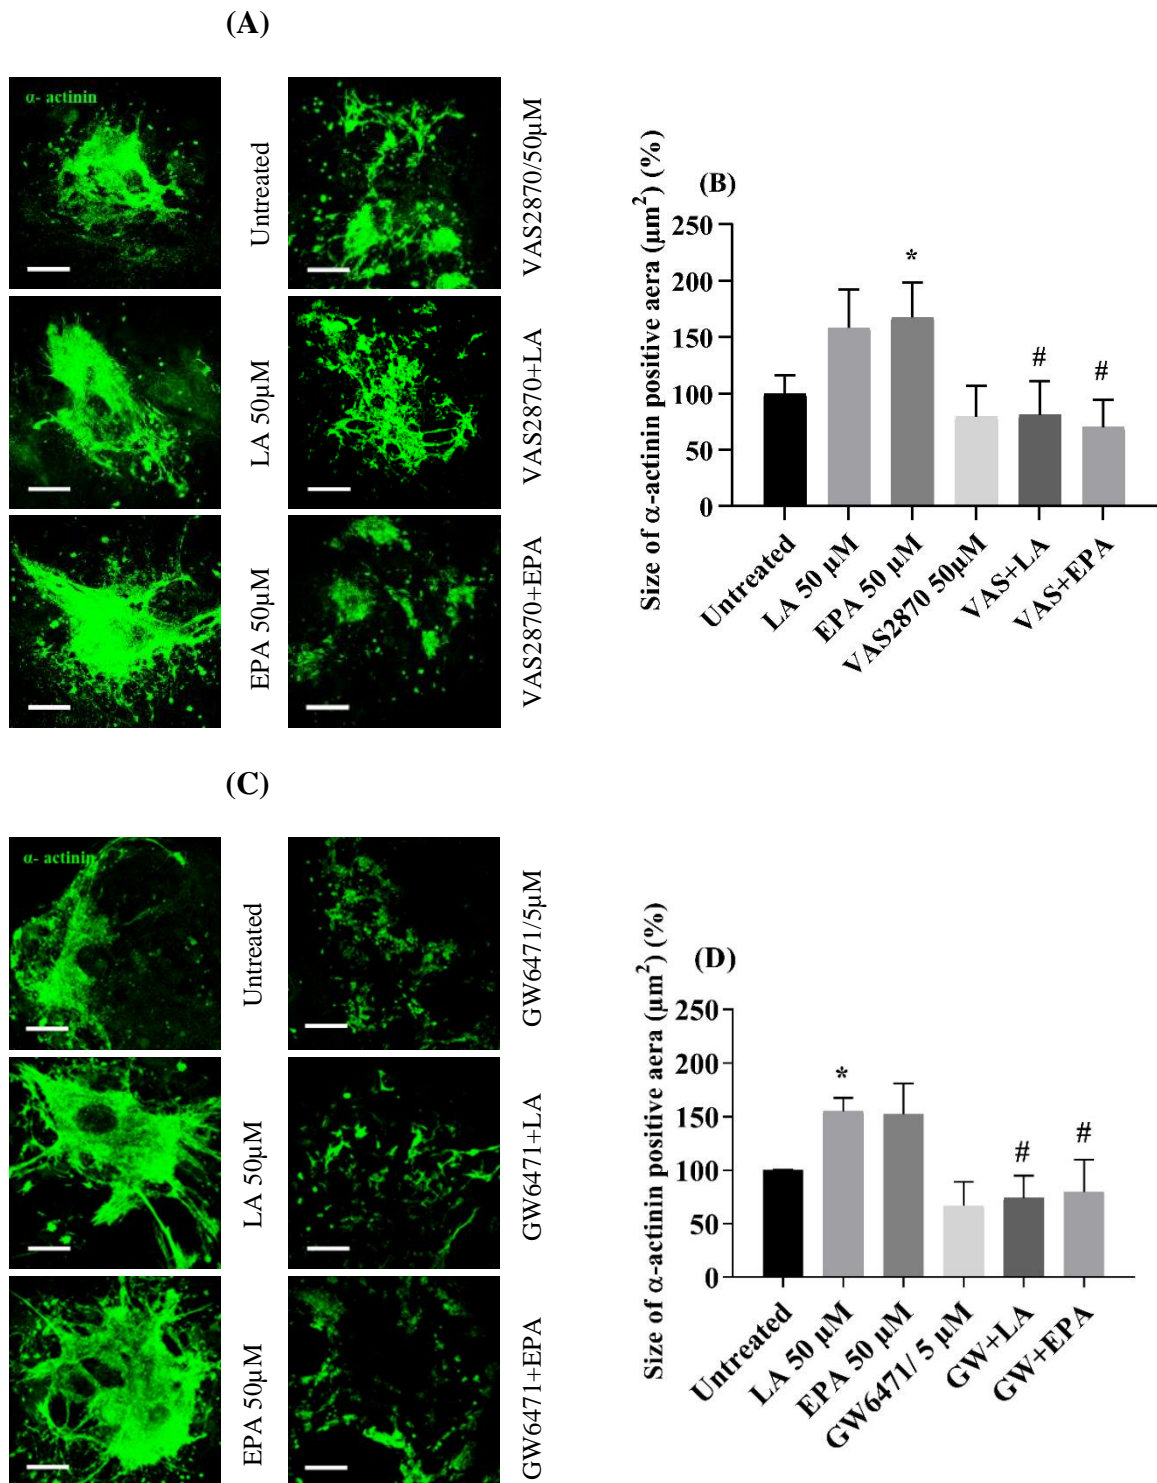 (A)
α- actinin
Untreated
VAS2870/50μM
LA 50μM
VAS2870+LA
EPA 50μM
VAS2870+EPA
(B)
Size of α-actinin positive aera (μm²) (%)
250
200
150
100
50
0
*
#
#
Untreated
LA 50 μM
EPA 50 μM
VAS2870 50μM
VAS+LA
VAS+EPA
(C)
α- actinin
Untreated
GW6471/5μM
LA 50μM
GW6471+LA
EPA 50μM
GW6471+EPA
(D)
Size of α-actinin positive aera (μm²) (%)
250
200
150
100
50
0
*
#
#
Untreated
LA 50 μM
EPA 50 μM
GW6471/ 5 μM
GW+LA
GW+EPA